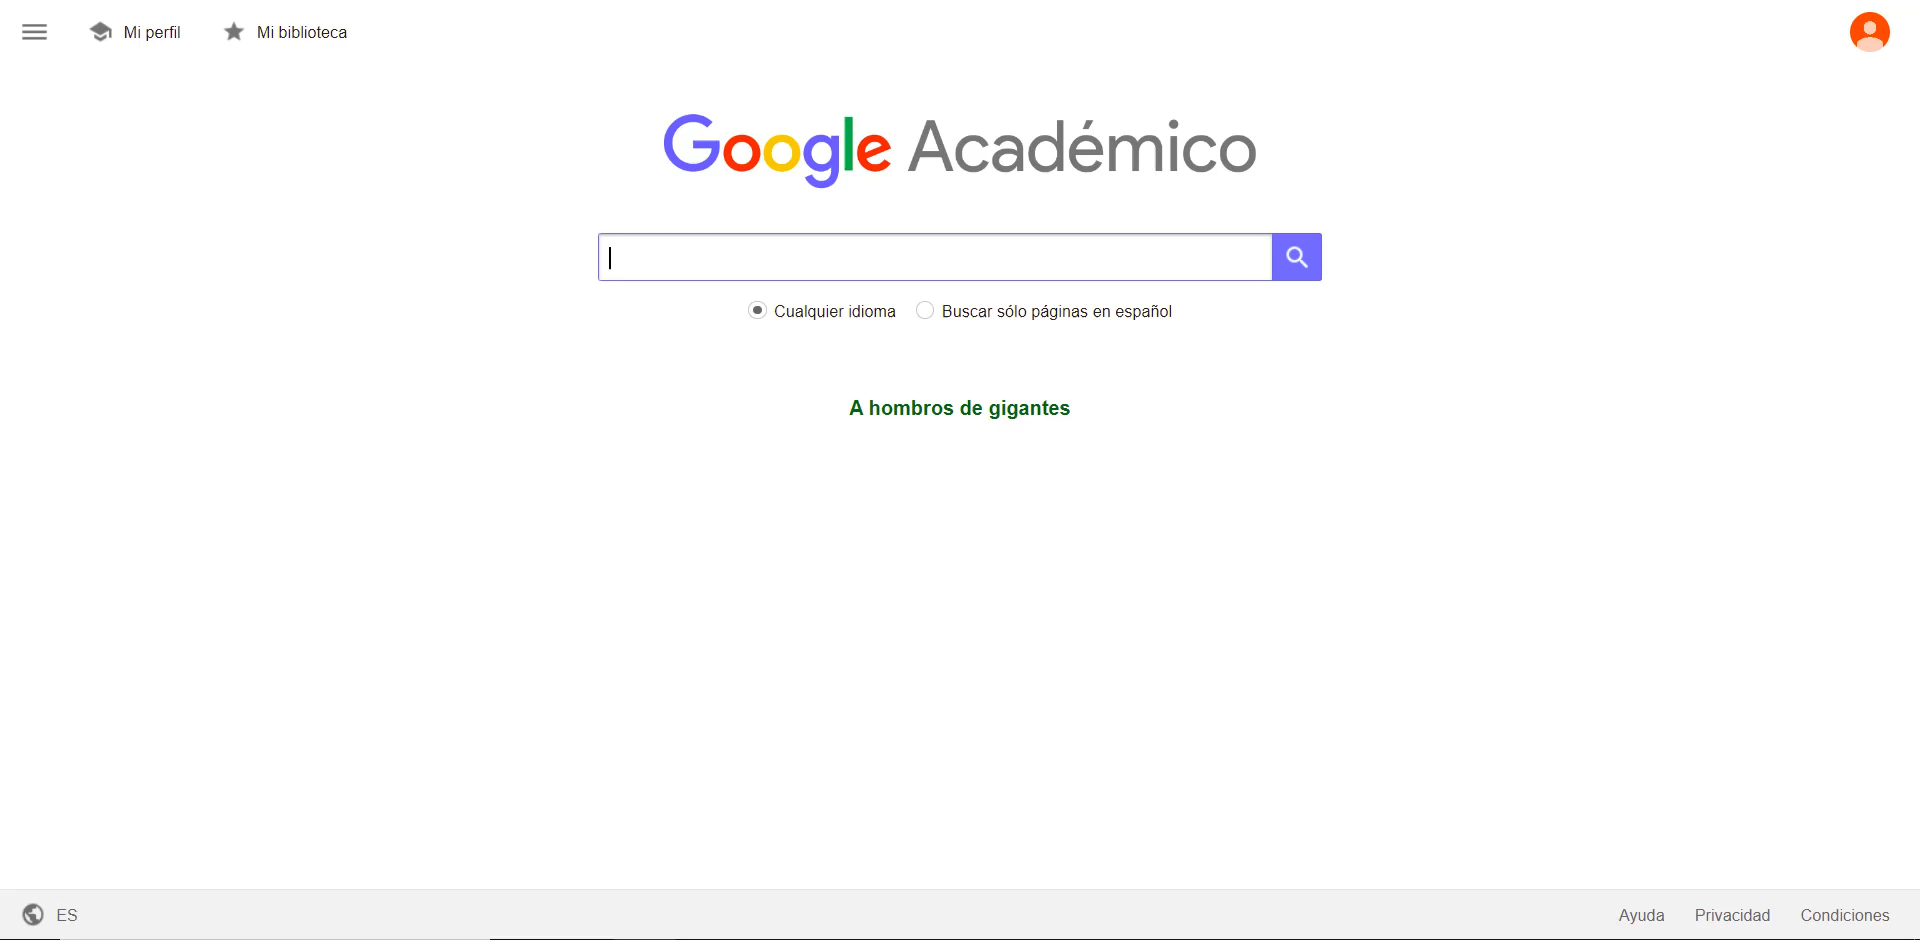 Mi perfil
Mi biblioteca
Google Académico
Cualquier idioma
Buscar sólo páginas en español
A hombros de gigantes
ES
Ayuda
Privacidad
Condiciones